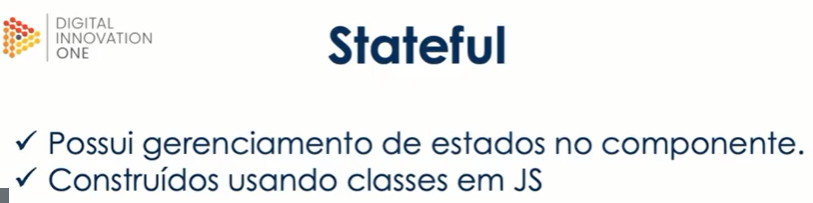 DIGITAL
INNOVATION
ONE
Stateful
✓ Possui gerenciamento de estados no componente.
✓ Construídos usando classes em JS